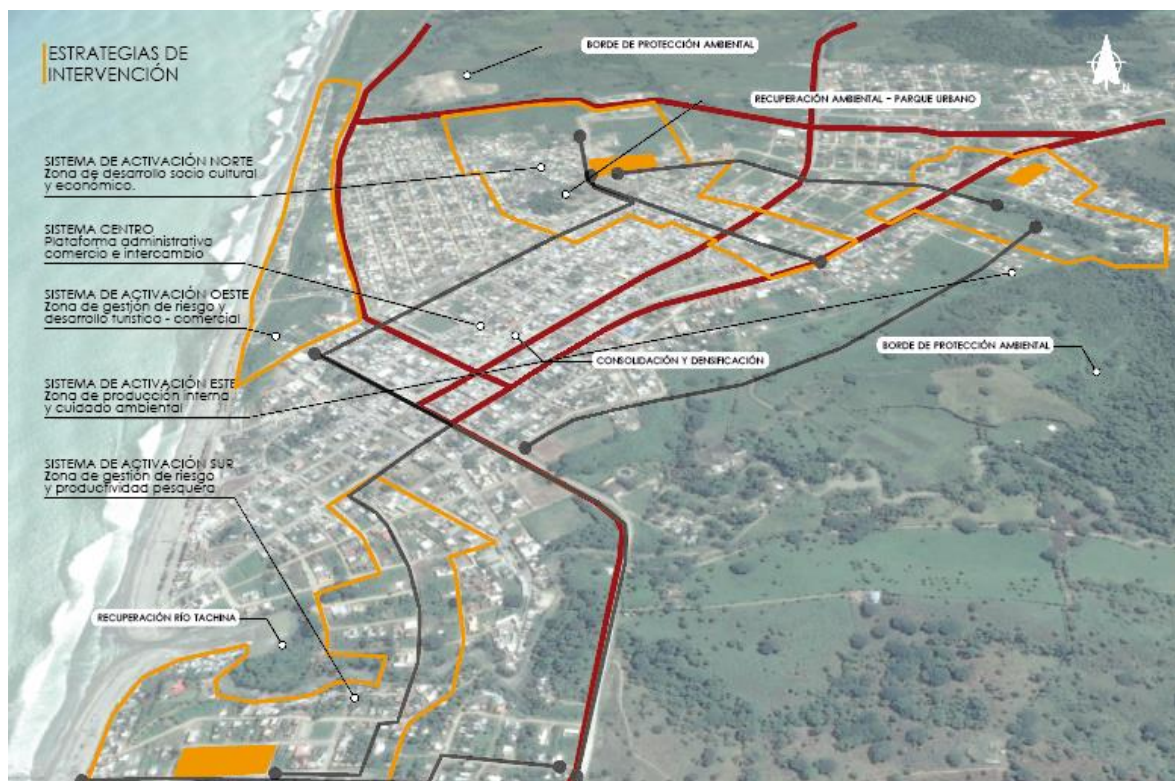 ESTRATEGIAS DE
INTERVENCIÓN
BORDE DE PROTECCIÓN AMBIENTAL
RECUPERACIÓN AMBIENTAL - PARQUE URBANO
N
SISTEMA DE ACTIVACIÓN NORTE
Zona de desarrollo socio cultural
y económico.
SISTEMA CENTRO
Plataforma administrativa
comercio e intercambio
SISTEMA DE ACTIVACIÓN OESTE
Zona de gestión de riesgo y
desarrollo turístico - comercial
CONSOLIDACIÓN Y DENSIFICACIÓN
BORDE DE PROTECCIÓN AMBIENTAL
SISTEMA DE ACTIVACIÓN ESTE
Zona de producción interna
y cuidado ambiental
SISTEMA DE ACTIVACIÓN SUR
Zona de gestión de riesgo
y productividad pesquera
RECUPERACIÓN RÍO TACHINA